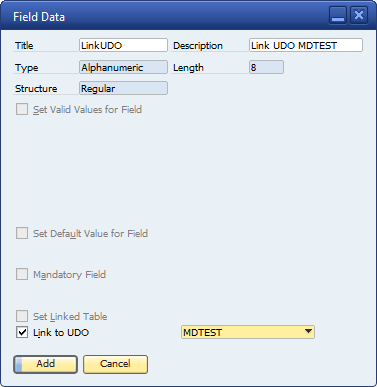 Field Data
Title LinkUDO Description Link UDO MDTEST
Type Alphanumeric Length 8
Structure Regular
Set Valid Values for Field
Set Default Value for Field
Mandatory Field
Set Linked Table
Link to UDO MDTEST
Add Cancel